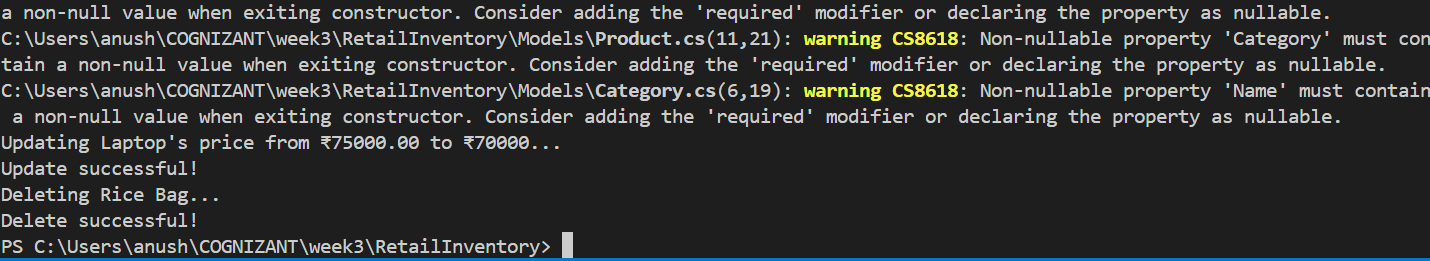 a non-null value when exiting constructor. Consider adding the 'required' modifier or declaring the property as nullable.
C:\Users\anush\COGNIZANT\week3\RetailInventory\Models\Product.cs(11,21): warning CS8618: Non-nullable property 'Category' must con
tain a non-null value when exiting constructor. Consider adding the 'required' modifier or declaring the property as nullable.
C:\Users\anush\COGNIZANT\week3\RetailInventory\Models\Category.cs(6,19): warning CS8618: Non-nullable property 'Name' must contain
 a non-null value when exiting constructor. Consider adding the 'required' modifier or declaring the property as nullable.
Updating Laptop's price from ₹75000.00 to ₹70000...
Update successful!
Deleting Rice Bag...
Delete successful!
PS C:\Users\anush\COGNIZANT\week3\RetailInventory>